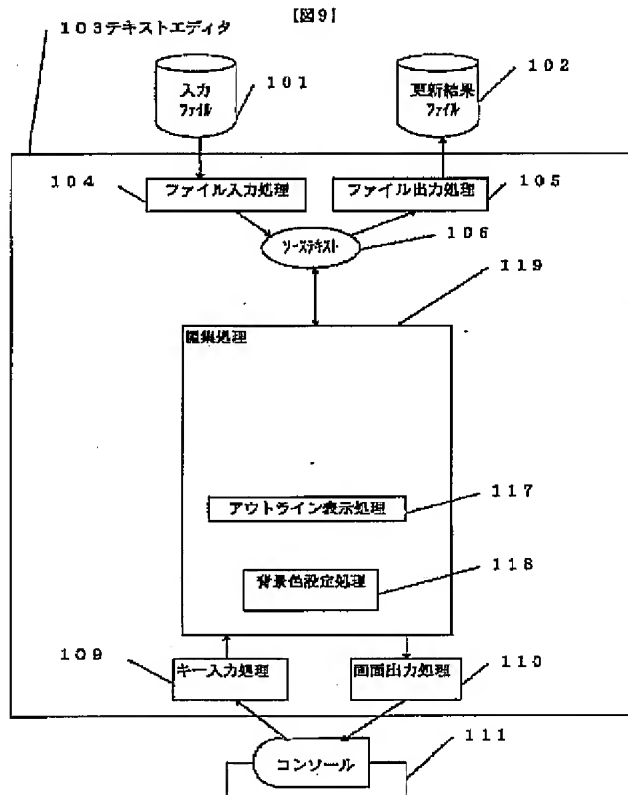 【図9】
103テキストエディタ
入力
ファイル
101
更新結果
ファイル
102
104
ファイル入力処理
ファイル出力処理
105
ソーステキスト
106
119
編集処理
アウトライン表示処理
117
背景色設定処理
118
109
キー入力処理
画面出力処理
110
コンソール
111